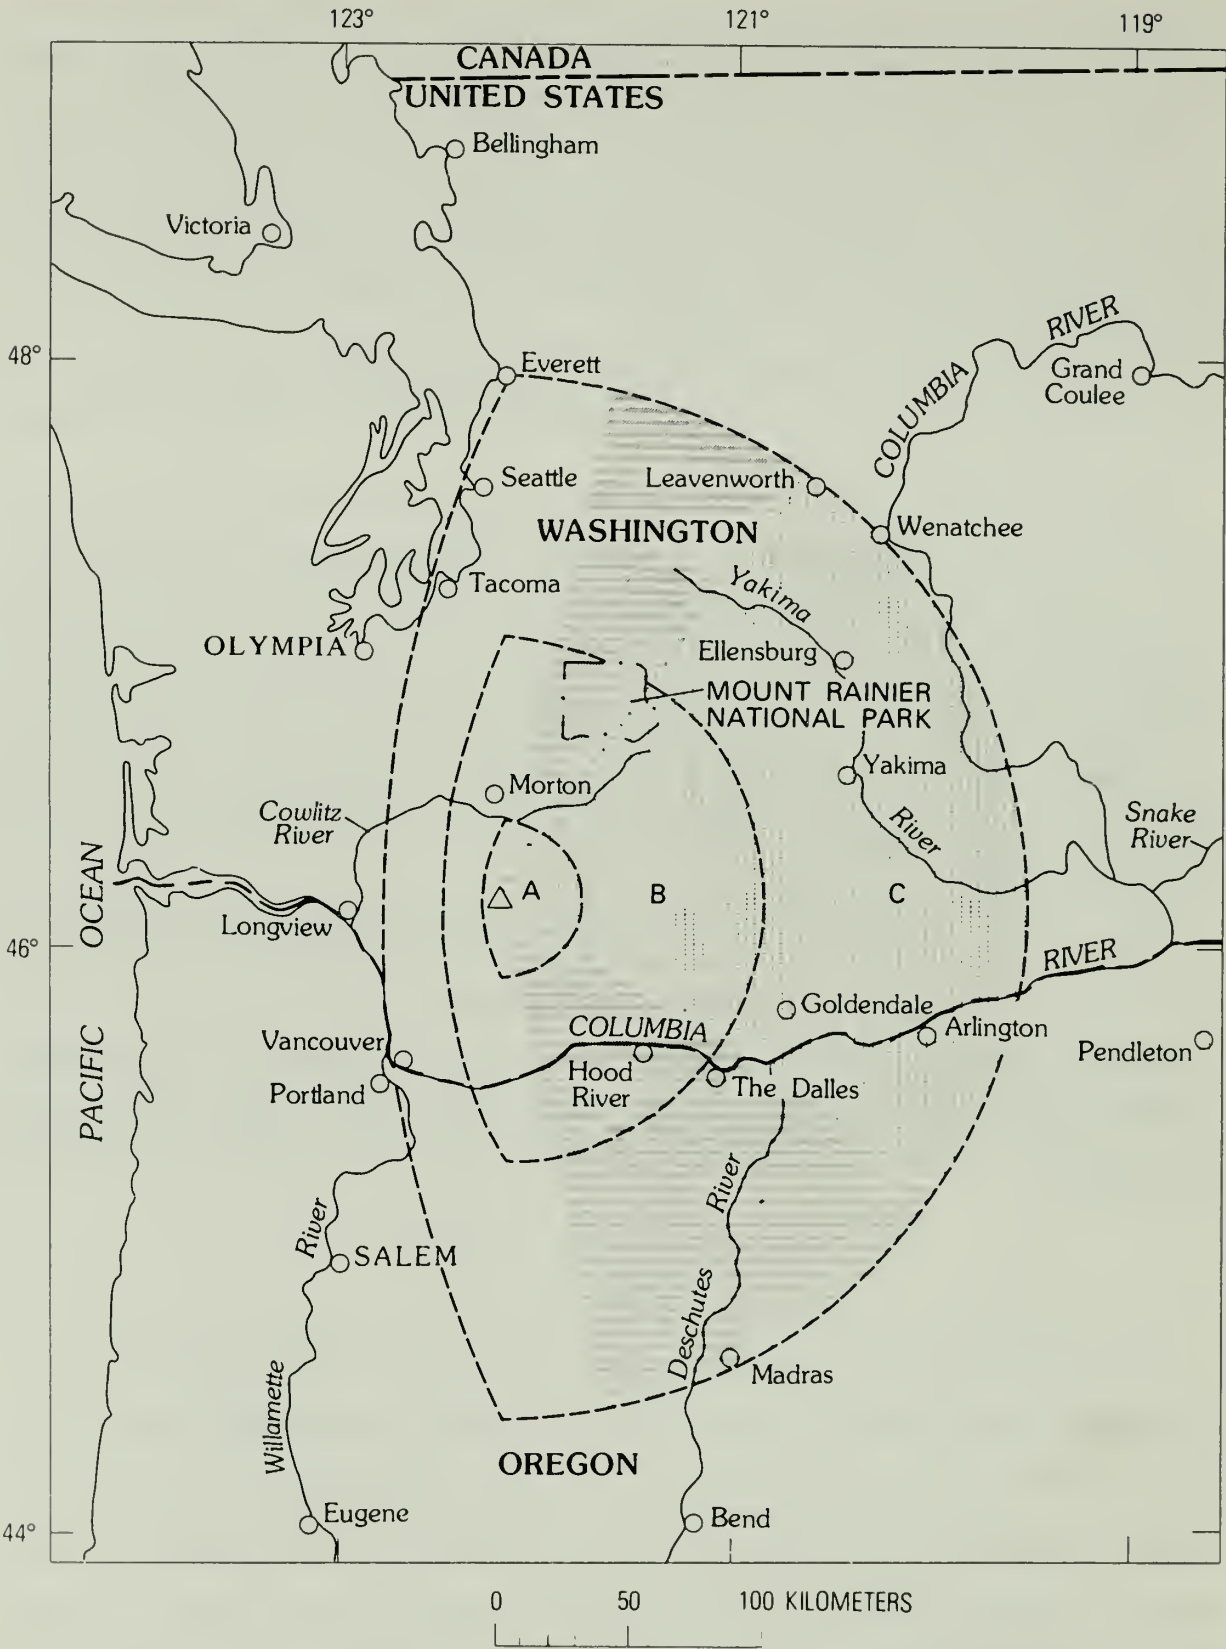 123°
121°
119°
CANADA
UNITED STATES
Bellingham
Victoria
48°
Everett
COLUMBIA RIVER
Grand
Coulee
Seattle
Leavenworth
WASHINGTON
Wenatchee
Tacoma
Yakima
OLYMPIA
Ellensburg
MOUNT RAINIER
NATIONAL PARK
Morton
Yakima
Cowlitz
River
River
Snake
River
A
B
C
Longview
46°
PACIFIC OCEAN
RIVER
Goldendale
COLUMBIA
Arlington
Vancouver
Pendleton
Portland
Hood
River
The Dalles
River
River
SALEM
Deschutes
Madras
Willamette
OREGON
Eugene
Bend
44°
0 50 100 KILOMETERS